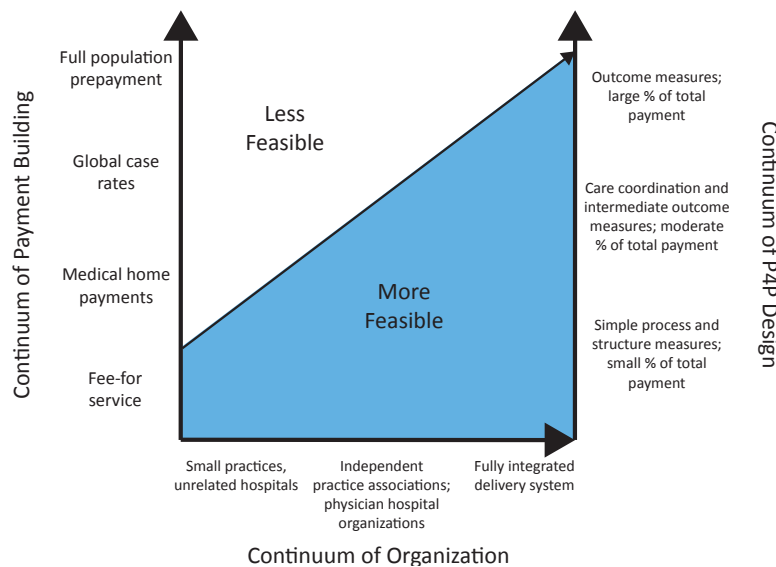 Continuum of Payment Building
Full population
prepayment
Global case
rates
Medical home
payments
Fee-for
service
Less
Feasible
More
Feasible
Outcome measures;
large % of total
payment
Care coordination and
intermediate outcome
measures; moderate
% of total payment
Simple process and
structure measures;
small % of total
payment
Continuum of P4P Design
Small practices,
unrelated hospitals
Independent
practice associations;
physician hospital
organizations
Fully integrated
delivery system
Continuum of Organization